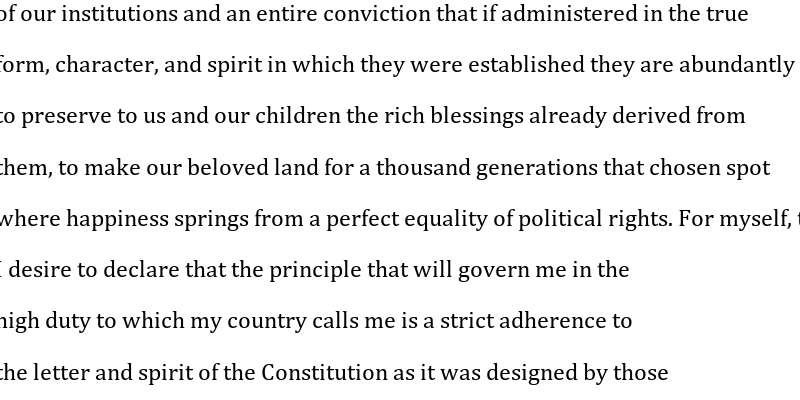 of our institutions and an entire conviction that if administered in the true
form, character, and spirit in which they were established they are abundantly
to preserve to us and our children the rich blessings already derived from
them, to make our beloved land for a thousand generations that chosen spot
where happiness springs from a perfect equality of political rights. For myself,
I desire to declare that the principle that will govern me in the
high duty to which my country calls me is a strict adherence to
the letter and spirit of the Constitution as it was designed by those